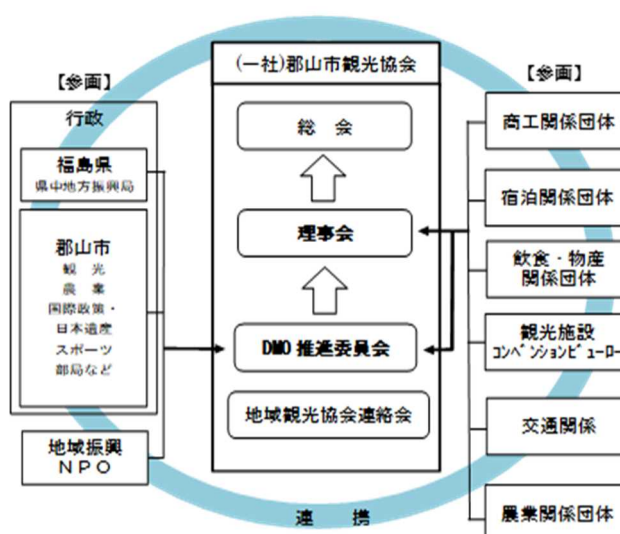 (一社)郡山市観光協会
総　会
理事会
DMO 推進委員会
地域観光協会連絡会
【参画】
行政
福島県
県中地方振興局
郡山市
観　光
農　業
国際政策・
日本遺産
スポーツ
部局など
地域振興
ＮＰＯ
【参画】
商工関係団体
宿泊関係団体
飲食・物産
関係団体
観光施設
ｺﾝﾍﾞﾝｼｮﾝﾋﾞｭｰﾛｰ
交通関係
農業関係団体
連　携